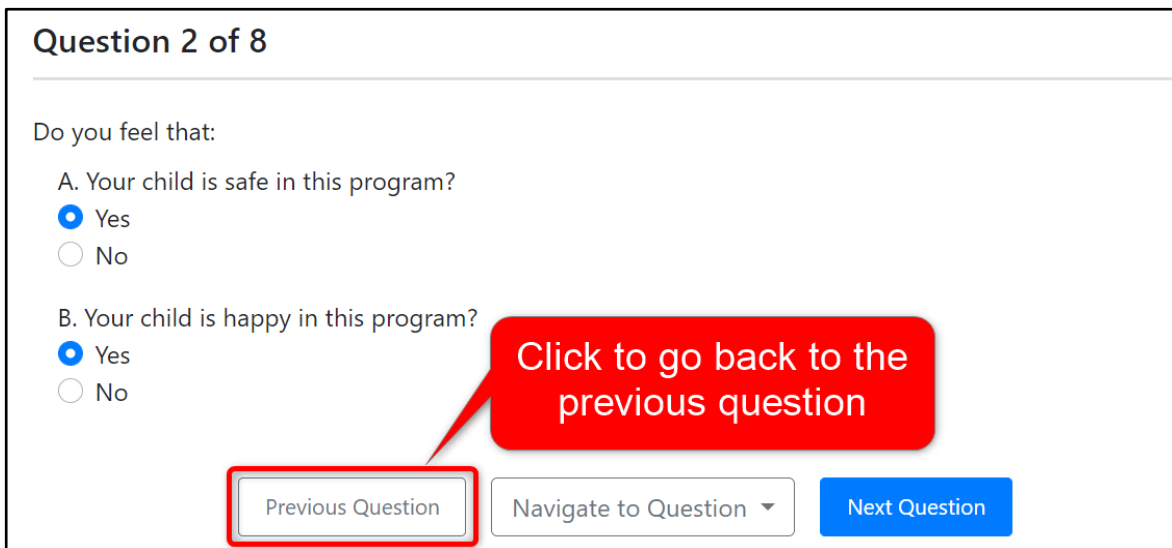 Question 2 of 8
Do you feel that:
A. Your child is safe in this program?
Yes
No
B. Your child is happy in this program?
Yes
No
Click to go back to the
previous question
Previous Question
Navigate to Question
Next Question